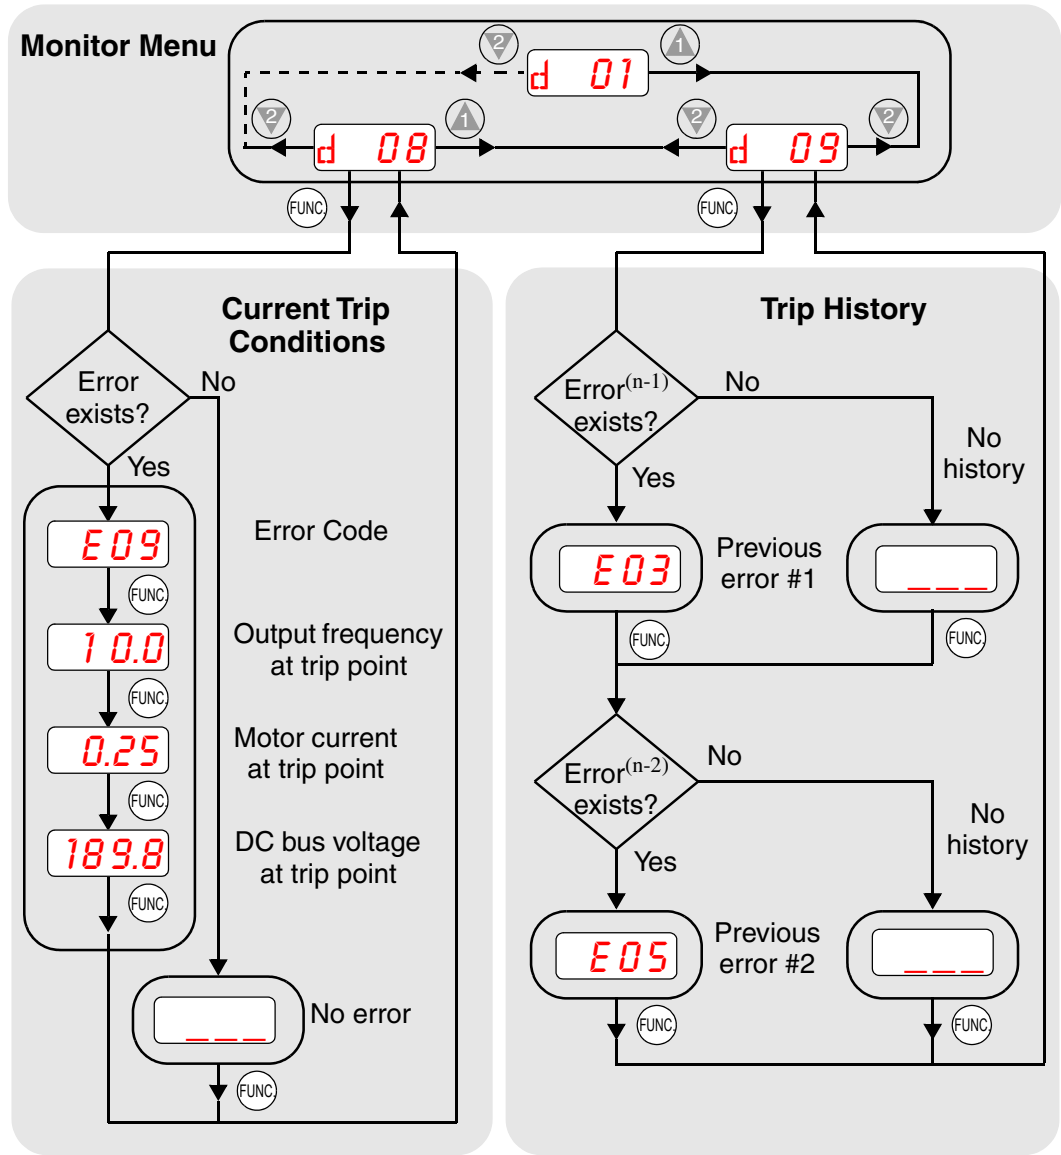 Monitor Menu
2
1
d 01
2
1
2
2
d 08
d 09
FUNC.
FUNC.
Current Trip
Conditions
Error
exists?
No
Yes
E09
Error Code
FUNC.
10.0
Output frequency
at trip point
FUNC.
0.25
Motor current
at trip point
FUNC.
189.8
DC bus voltage
at trip point
FUNC.
_ _ _
No error
FUNC.
Trip History
Error(n-1)
exists?
No
No
history
Yes
E03
Previous
error #1
_ _ _
FUNC.
FUNC.
Error(n-2)
exists?
No
No
history
Yes
E05
Previous
error #2
_ _ _
FUNC.
FUNC.